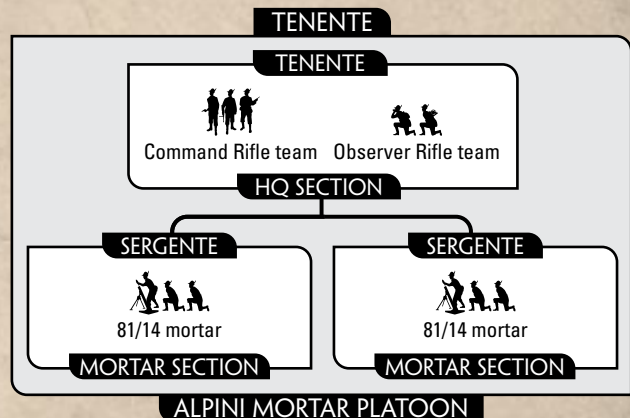 TENENTE
TENENTE
Command Rifle team Observer Rifle team
HQ SECTION
SERGENTE SERGENTE
81/14 mortar 81/14 mortar
MORTAR SECTION MORTAR SECTION
ALPINI MORTAR PLATOON